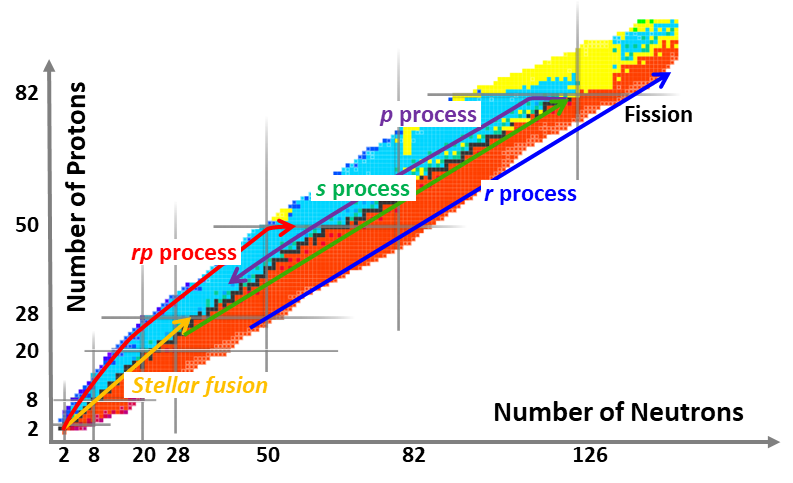 82
Number of Protons
p process
Fission
s process
r process
50
rp process
28
20
Stellar fusion
8
Number of Neutrons
2
2 8 20 28 50 82 126